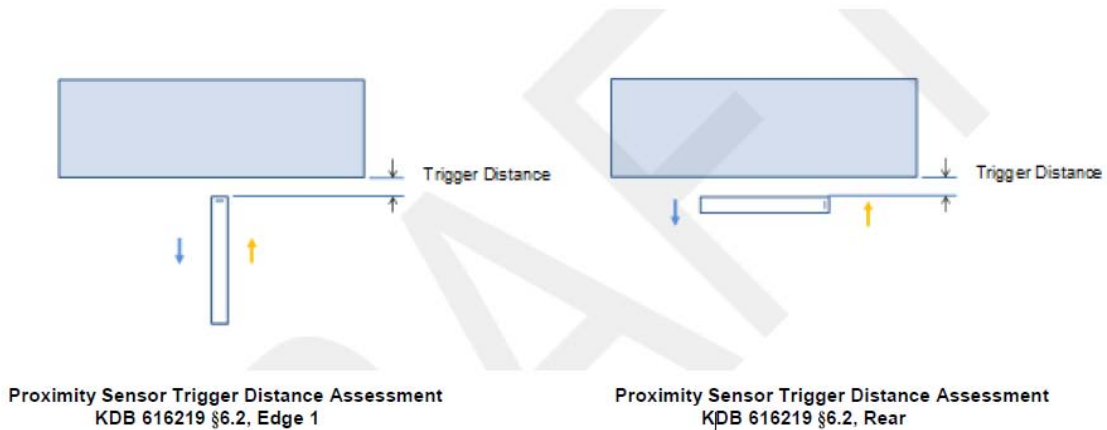 Trigger Distance
Trigger Distance
Proximity Sensor Trigger Distance Assessment
KDB 616219 §6.2, Edge 1
Proximity Sensor Trigger Distance Assessment
KDB 616219 §6.2, Rear